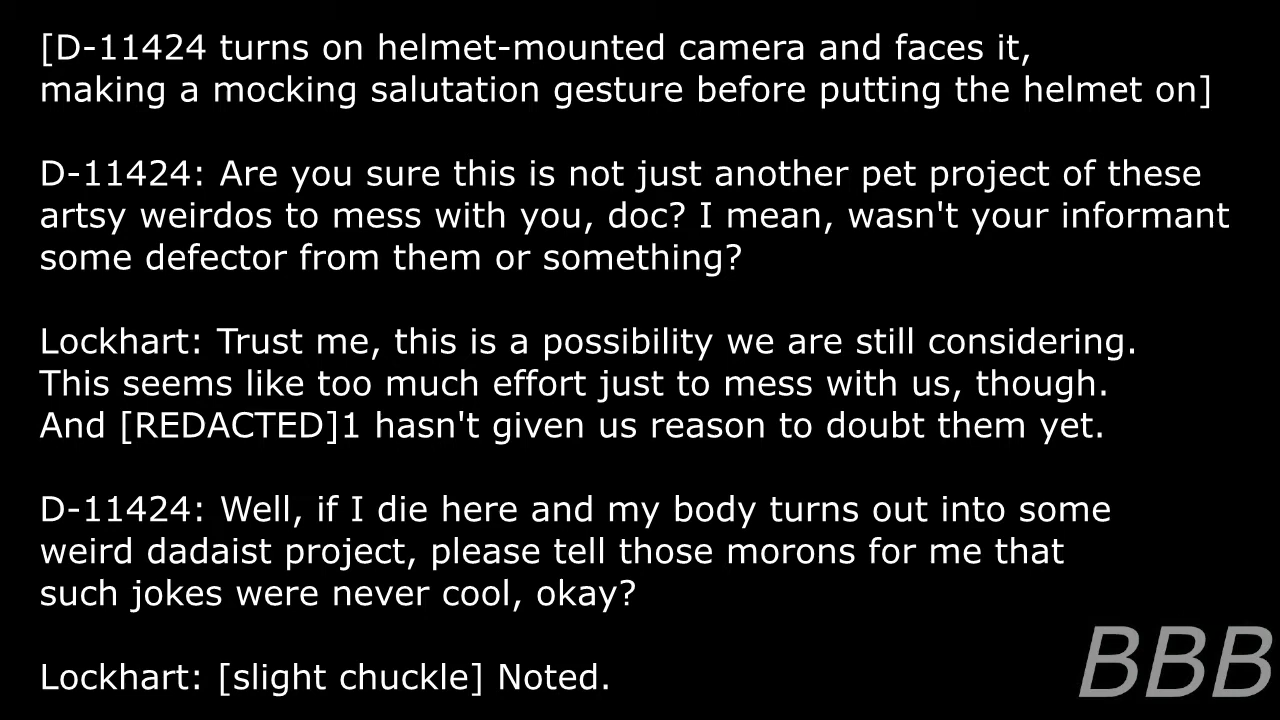 [D-11424 turns on helmet-mounted camera and faces it,
making a mocking salutation gesture before putting the helmet on]
D-11424: Are you sure this is not just another pet project of these
artsy weirdos to mess with you, doc? I mean, wasn't your informant
some defector from them or something?
Lockhart: Trust me, this is a possibility we are still considering.
This seems like too much effort just to mess with us, though.
And [REDACTED]1 hasn't given us reason to doubt them yet.
D-11424: Well, if I die here and my body turns out into some
weird dadaist project, please tell those morons for me that
such jokes were never cool, okay?
Lockhart: [slight chuckle] Noted.
BBB